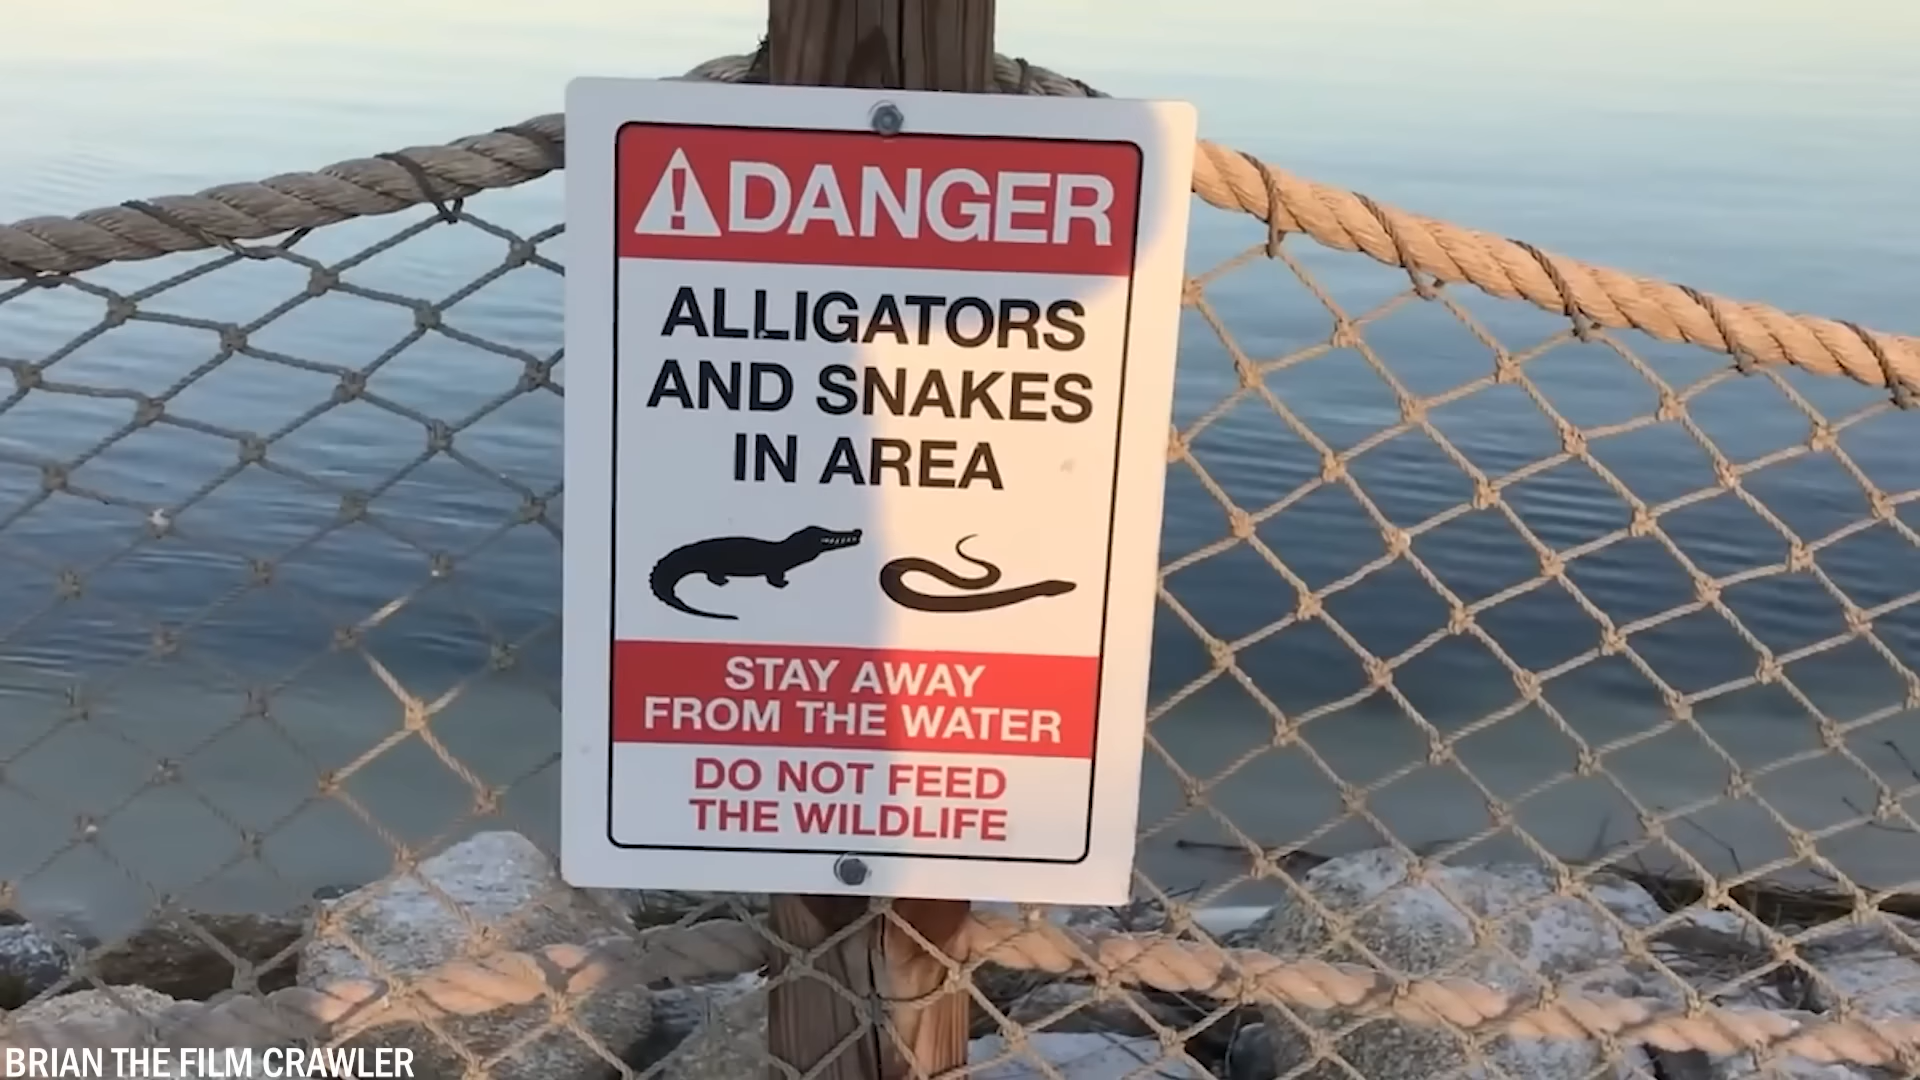 DANGER
ALLIGATORS
AND SNAKES
IN AREA
STAY AWAY
FROM THE WATER
DO NOT FEED
THE WILDLIFE
BRIAN THE FILM CRAWLER